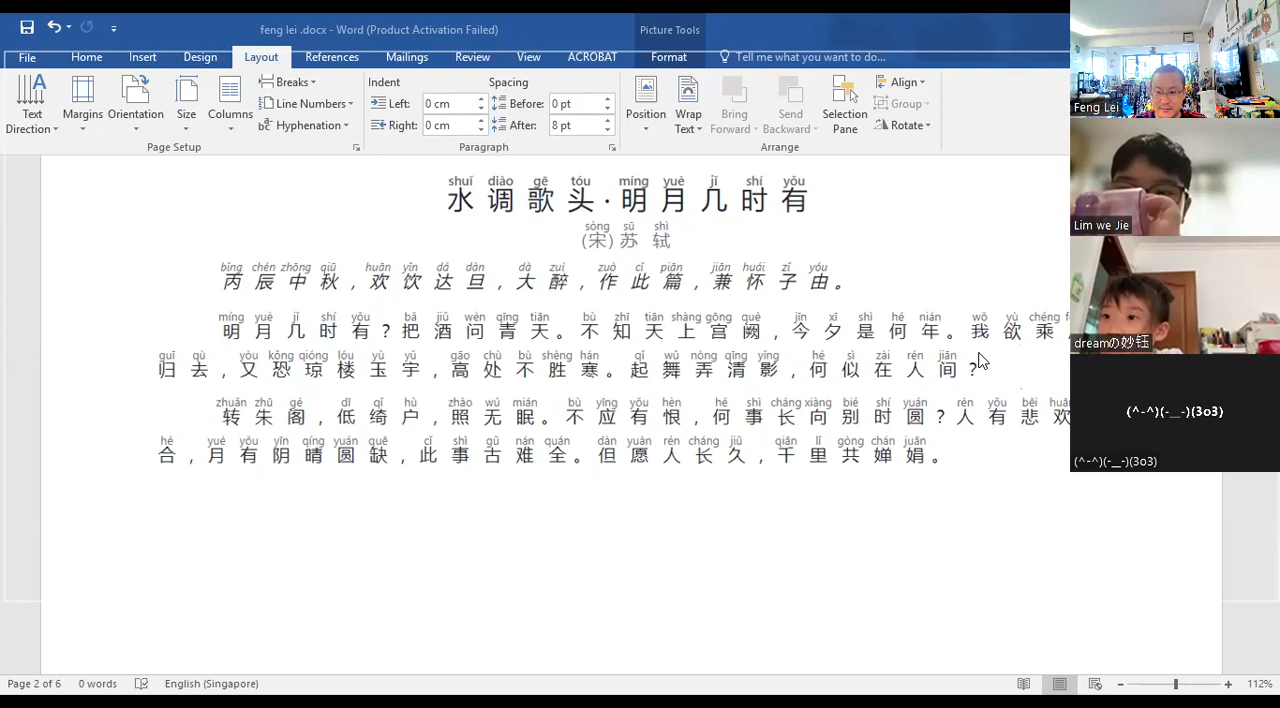 feng lei .docx - Word (Product Activation Failed)
Picture Tools
File Home Insert Design Layout References Mailings Review View ACROBAT Format Tell me what you want to do...
Text Direction Margins Orientation Size Columns
Breaks
Line Numbers
Hyphenation
Page Setup
Indent
Left: 0 cm
Right: 0 cm
Spacing
Before: 0 pt
After: 8 pt
Paragraph
Position
Wrap Text
Bring Forward
Send Backward
Selection Pane
Align
Group
Rotate
Arrange
shuǐ diào gē tóu míng yuè jǐ shí yǒu
水调歌头·明月几时有
sòng sū shì
(宋)苏轼
bǐng chén zhōng qiū huān yǐn dá dàn dà zuì zuò cǐ piān jiān huái zǐ yóu
丙辰中秋，欢饮达旦，大醉，作此篇，兼怀子由。
míng yuè jǐ shí yǒu bǎ jiǔ wèn qīng tiān bù zhī tiān shàng gōng què jīn xī shì hé nián wǒ yù chéng
明月几时有？把酒问青天。不知天上宫阙，今夕是何年。我欲乘
guī qù yòu kǒng qióng lóu yù yǔ gāo chù bù shèng hán qǐ wǔ nòng qīng yǐng hé sì zài rén jiān
归去，又恐琼楼玉宇，高处不胜寒。起舞弄清影，何似在人间？
zhuǎn zhū gé dī qǐ hù zhào wú mián bù yīng yǒu hèn hé shì cháng xiàng bié shí yuán rén yǒu bēi huān
转朱阁，低绮户，照无眠。不应有恨，何事长向别时圆？人有悲欢
hé yuè yǒu yīn qíng yuán quē cǐ shì gǔ nán quán dàn yuàn rén cháng jiǔ qiān lǐ gòng chán juān
合，月有阴晴圆缺，此事古难全。但愿人长久，千里共婵娟。
Page 2 of 6 0 words English (Singapore) 112%
Feng Lei
Lim we Jie
dreamの妙钰
(^-^)(-__-)(3o3)
(^-^)(-__-)(3o3)